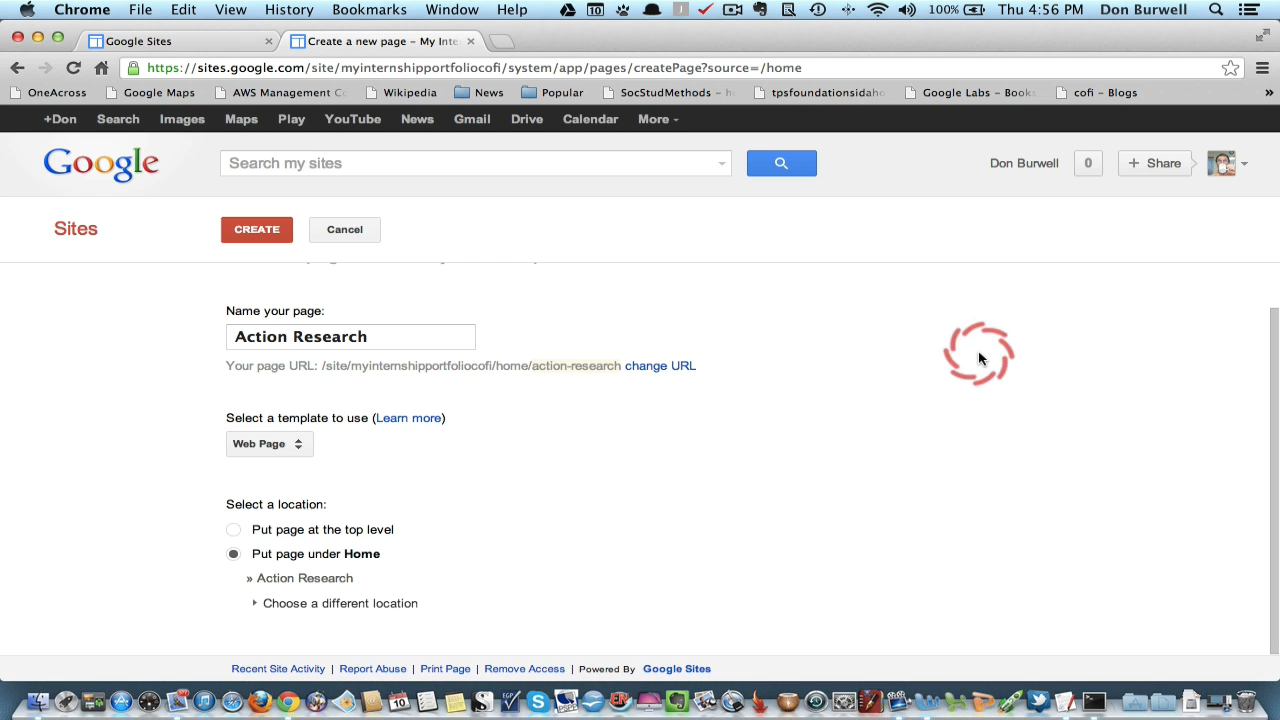 Chrome File Edit View History Bookmarks Window Help 10 100% Thu 4:56 PM Don Burwell
Google Sites Create a new page – My Inte
https://sites.google.com/site/myinternshipportfoliocofi/system/app/pages/createPage?source=/home
OneAcross Google Maps AWS Management Co Wikipedia News Popular SocStudMethods – ho tpsfoundationsidaho Google Labs – Books cofi – Blogs »
+Don Search Images Maps Play YouTube News Gmail Drive Calendar More
Google Search my sites Don Burwell 0 + Share
Sites CREATE Cancel
Name your page:
Action Research
Your page URL: /site/myinternshipportfoliocofi/home/action-research change URL
Select a template to use (Learn more)
Web Page
Select a location:
Put page at the top level
Put page under Home
» Action Research
Choose a different location
Recent Site Activity | Report Abuse | Print Page | Remove Access | Powered By Google Sites